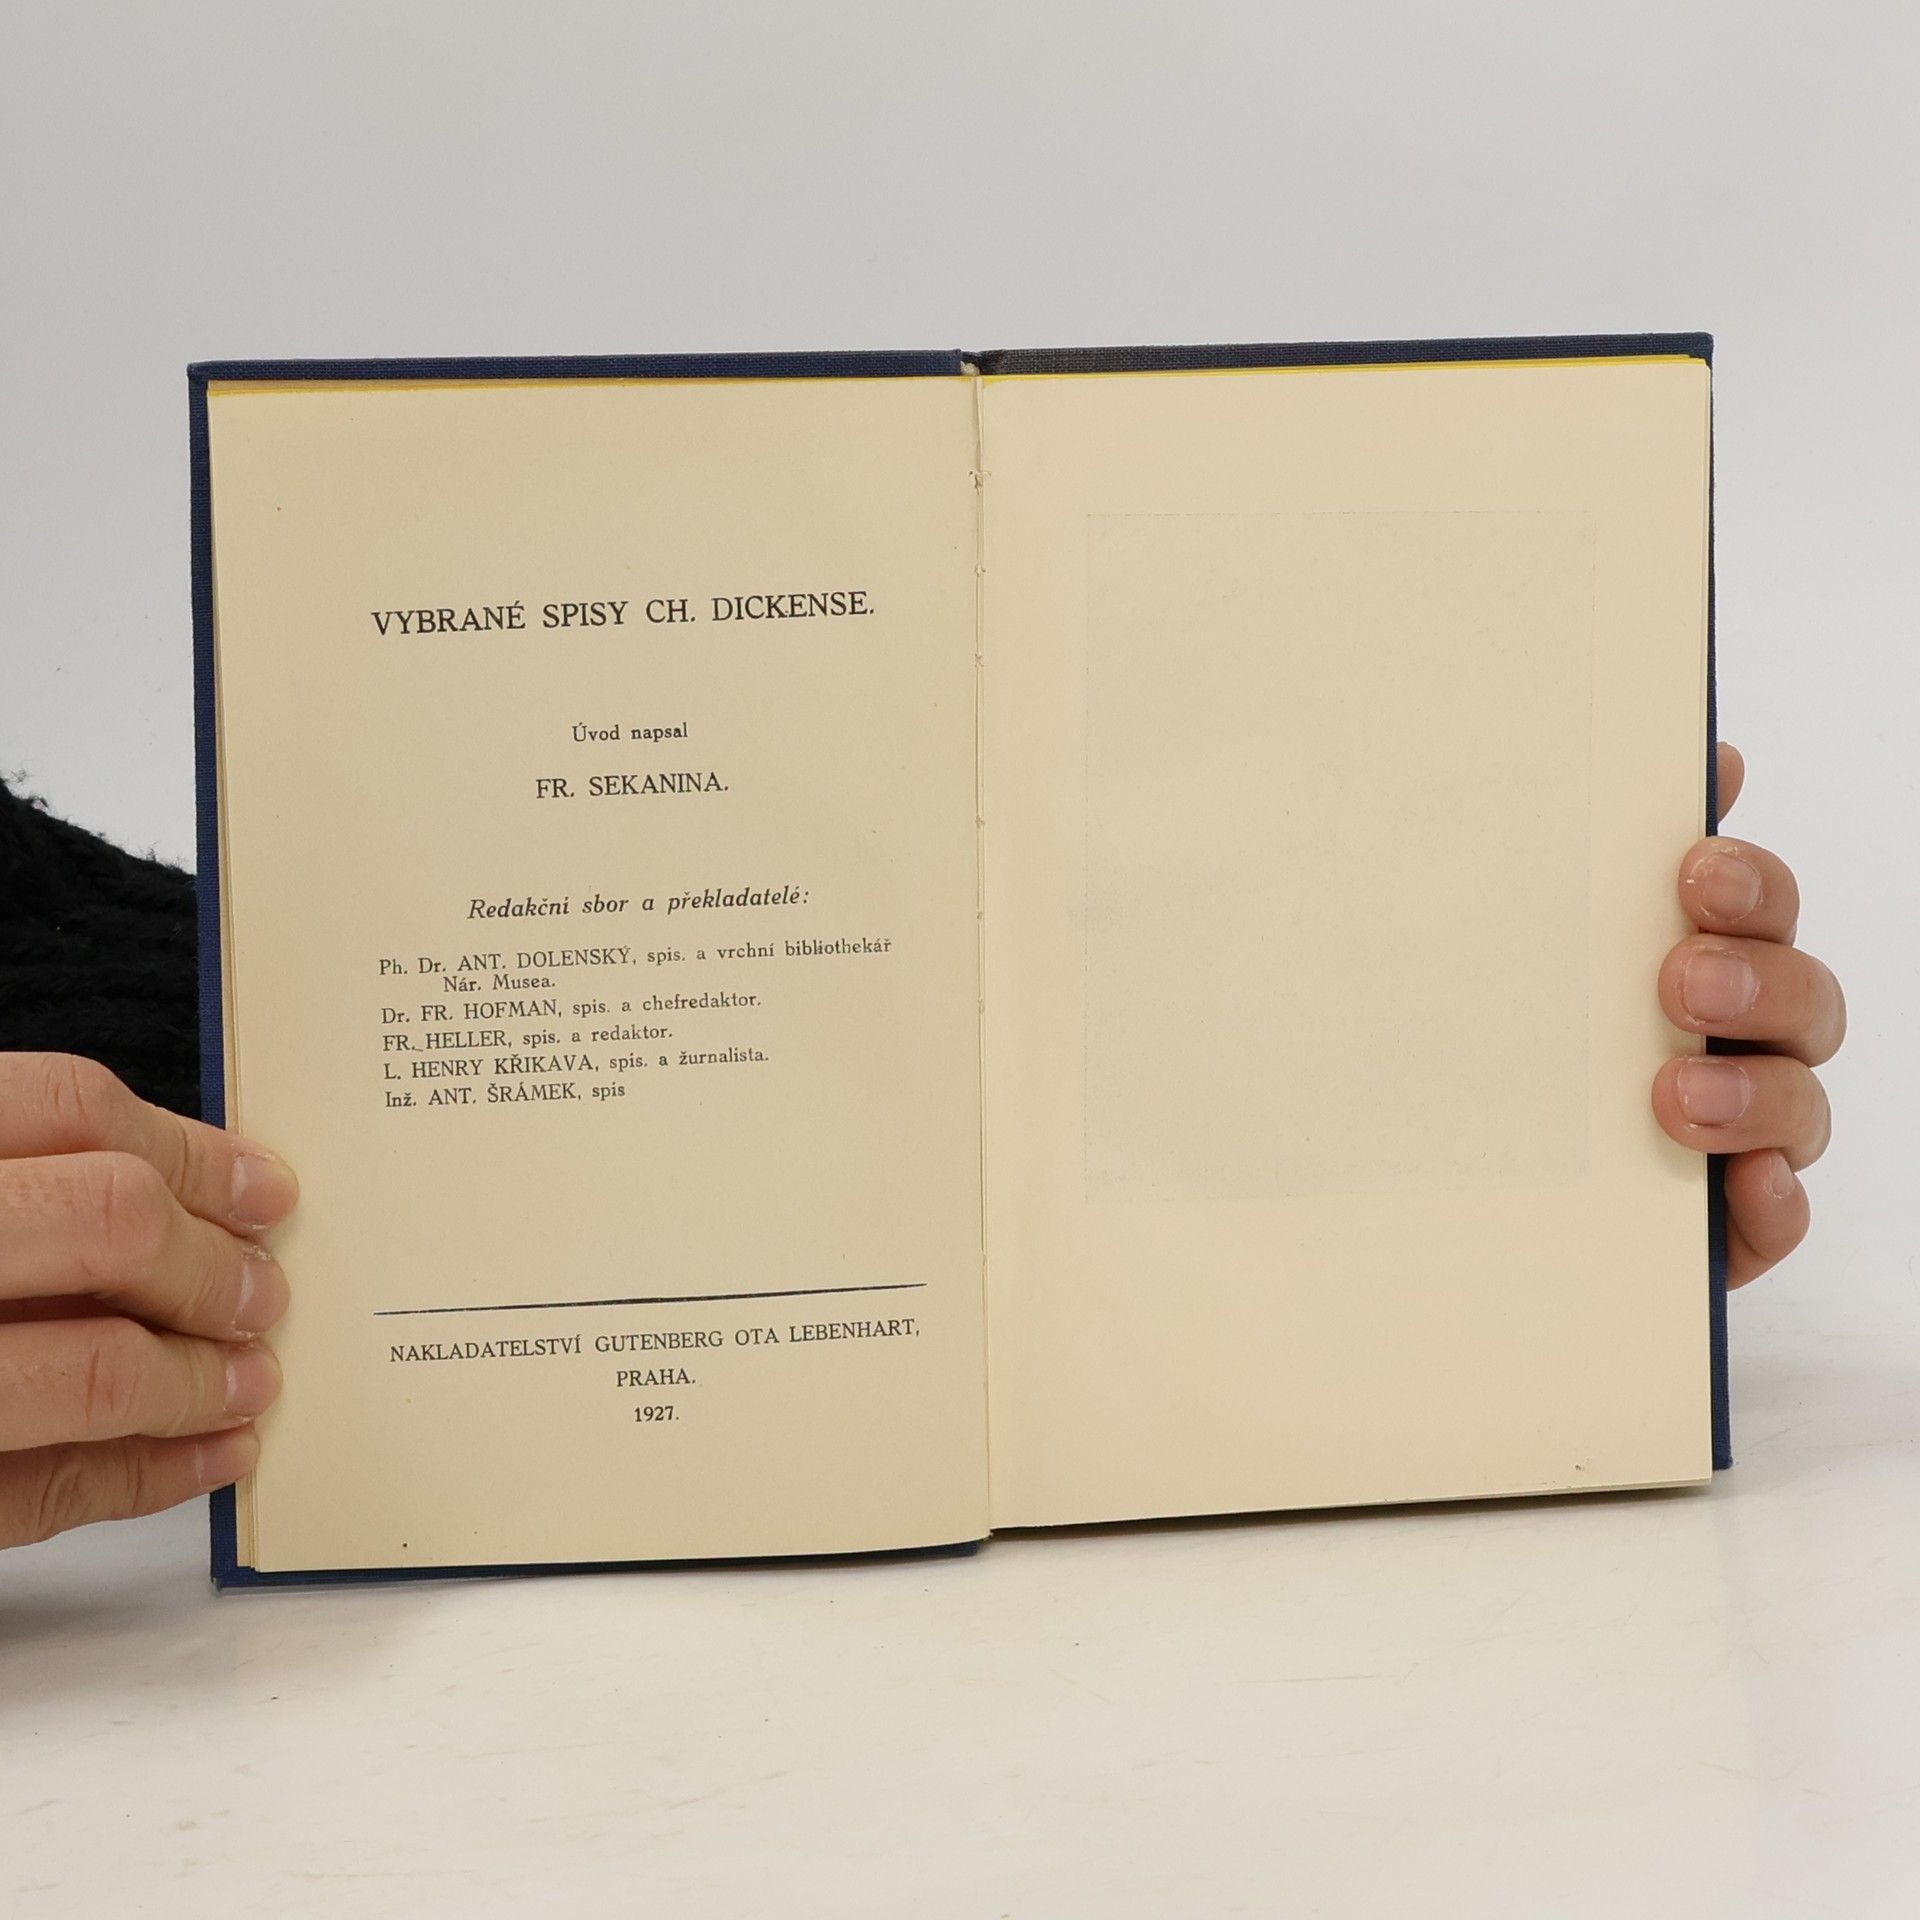 VYBRANÉ SPISY CH. DICKENSE.
Úvod napsal
FR. SEKANINA.
Redakční sbor a překladatelé:
Ph. Dr. ANT. DOLENSKÝ, spis. a vrchní bibliothekář
Nár. Musea.
Dr. FR. HOFMAN, spis. a chefredaktor.
FR. HELLER, spis. a redaktor.
L. HENRY KŘIKAVA, spis. a žurnalista.
Inž. ANT. ŠRÁMEK, spis
NAKLADATELSTVÍ GUTENBERG OTA LEBENHART,
PRAHA.
1927.